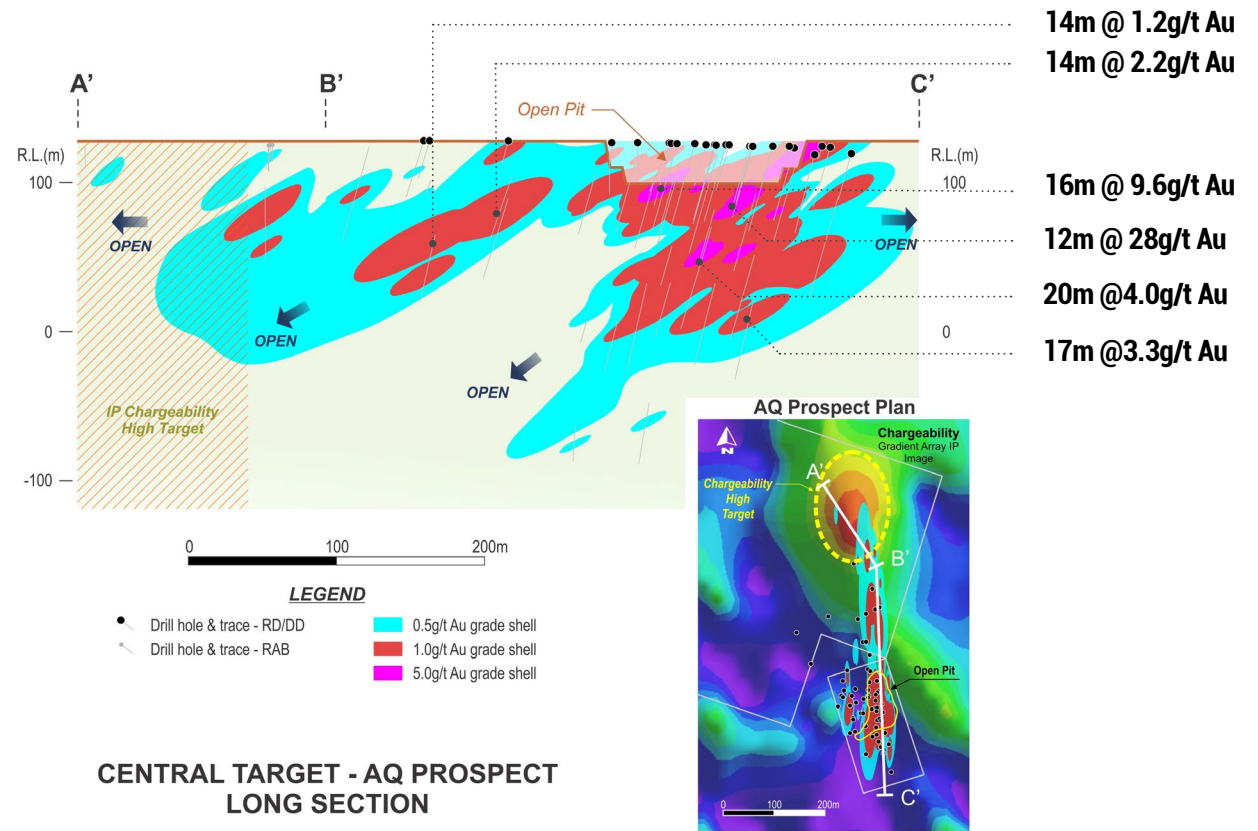 14m @ 1.2g/t Au
14m @ 2.2g/t Au
A’
B’
C’
Open Pit
R.L.(m)
R.L.(m)
100
100
16m @ 9.6g/t Au
OPEN
OPEN
12m @ 28g/t Au
20m @4.0g/t Au
0
0
OPEN
17m @3.3g/t Au
OPEN
IP Chargeability
High Target
-100
AQ Prospect Plan
N
Chargeability
Gradient Array IP
Image
A’
Chargeability
High
Target
B’
Open Pit
C’
0 100 200m
0 100 200m
LEGEND
Drill hole & trace - RD/DD
Drill hole & trace - RAB
0.5g/t Au grade shell
1.0g/t Au grade shell
5.0g/t Au grade shell
CENTRAL TARGET - AQ PROSPECT
LONG SECTION